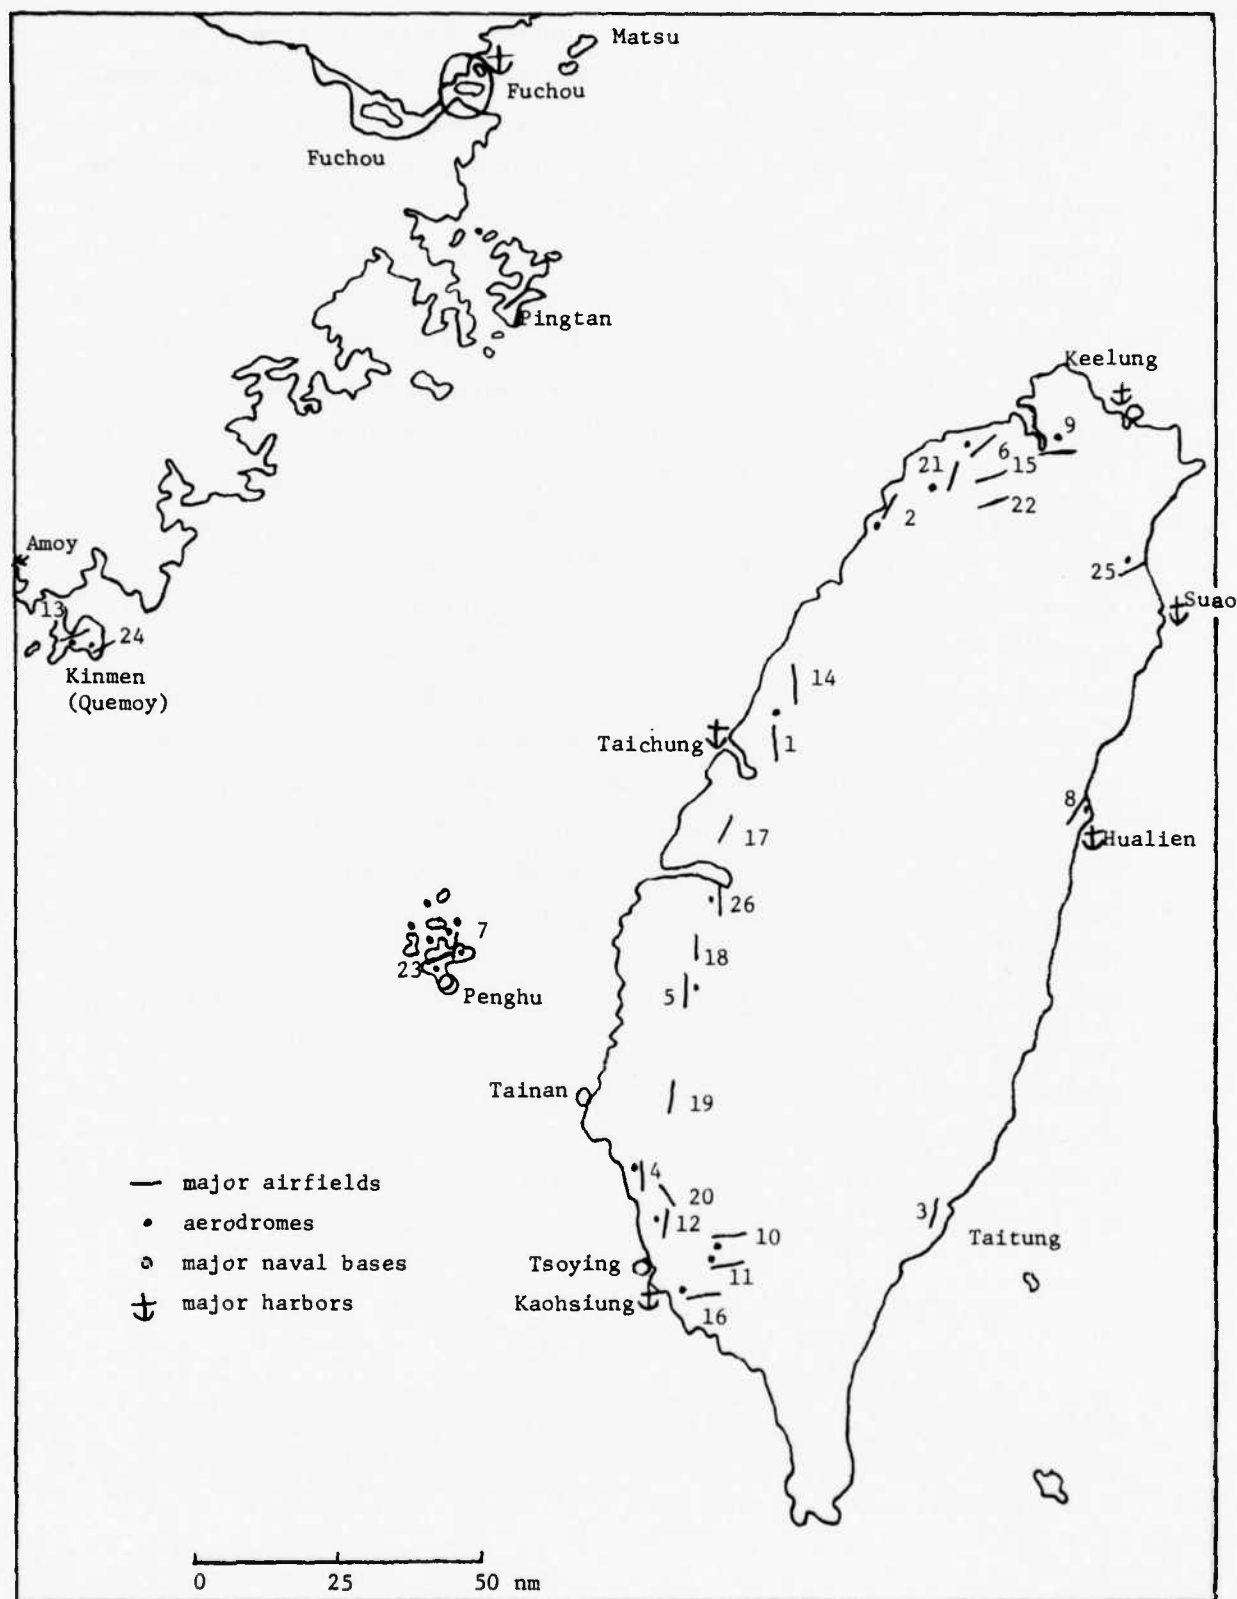 Matsu
Fuchou
Fuchou
Pingtan
Keelung
9
6
21
15
22
2
Amoy
25
Suao
13
24
Kinmen
(Quemoy)
14
Taichung
1
8
17
Hualien
26
7
18
23
5
Penghu
Tainan
19
4
major airfields
20
3
aerodromes
12
10
Taitung
major naval bases
Tsoying
11
major harbors
Kaohsiung
16
0 25 50 nm